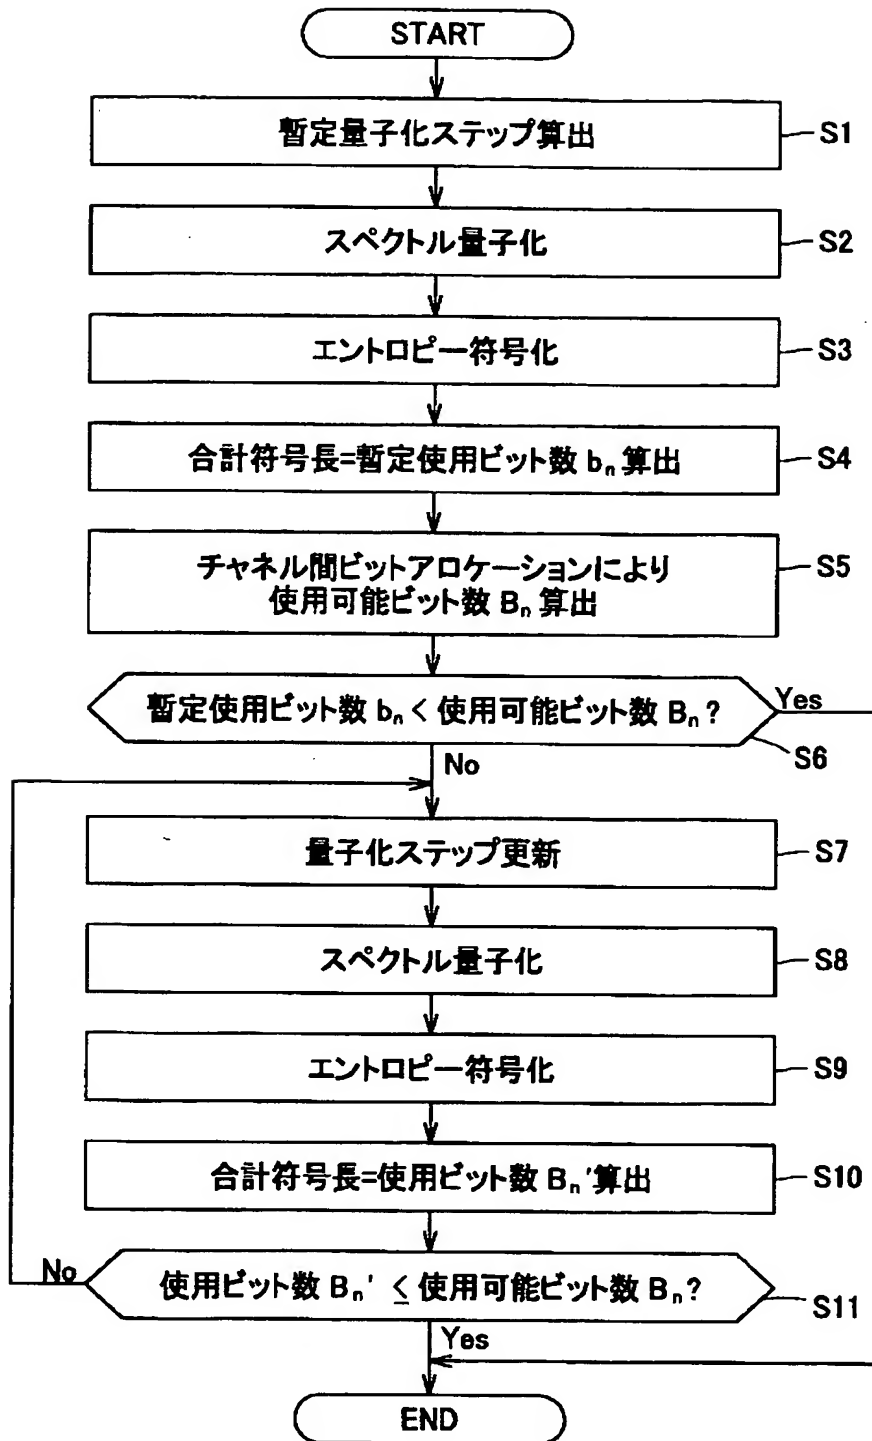 START
暫定量子化ステップ算出
S1
スペクトル量子化
S2
エントロピー符号化
S3
合計符号長=暫定使用ビット数 bn 算出
S4
チャネル間ビットアロケーションにより
使用可能ビット数 Bn 算出
S5
暫定使用ビット数 bn < 使用可能ビット数 Bn ?
Yes
S6
No
量子化ステップ更新
S7
スペクトル量子化
S8
エントロピー符号化
S9
合計符号長=使用ビット数 Bn' 算出
S10
No
使用ビット数 Bn' ≦ 使用可能ビット数 Bn?
S11
Yes
END